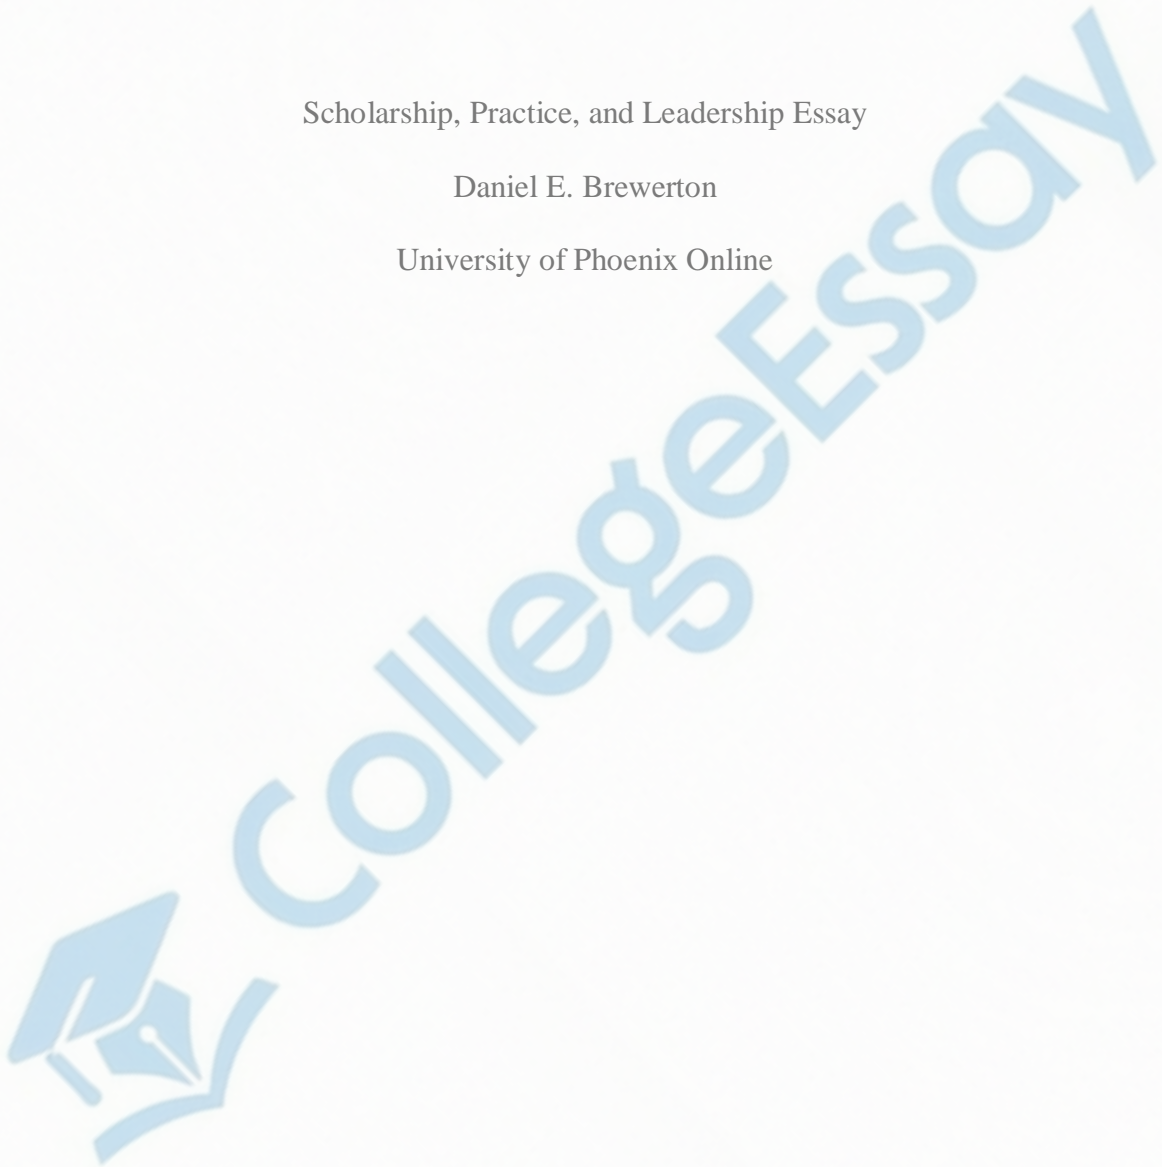 Scholarship, Practice, and Leadership Essay
Daniel E. Brewerton
University of Phoenix Online
CollegeEssay